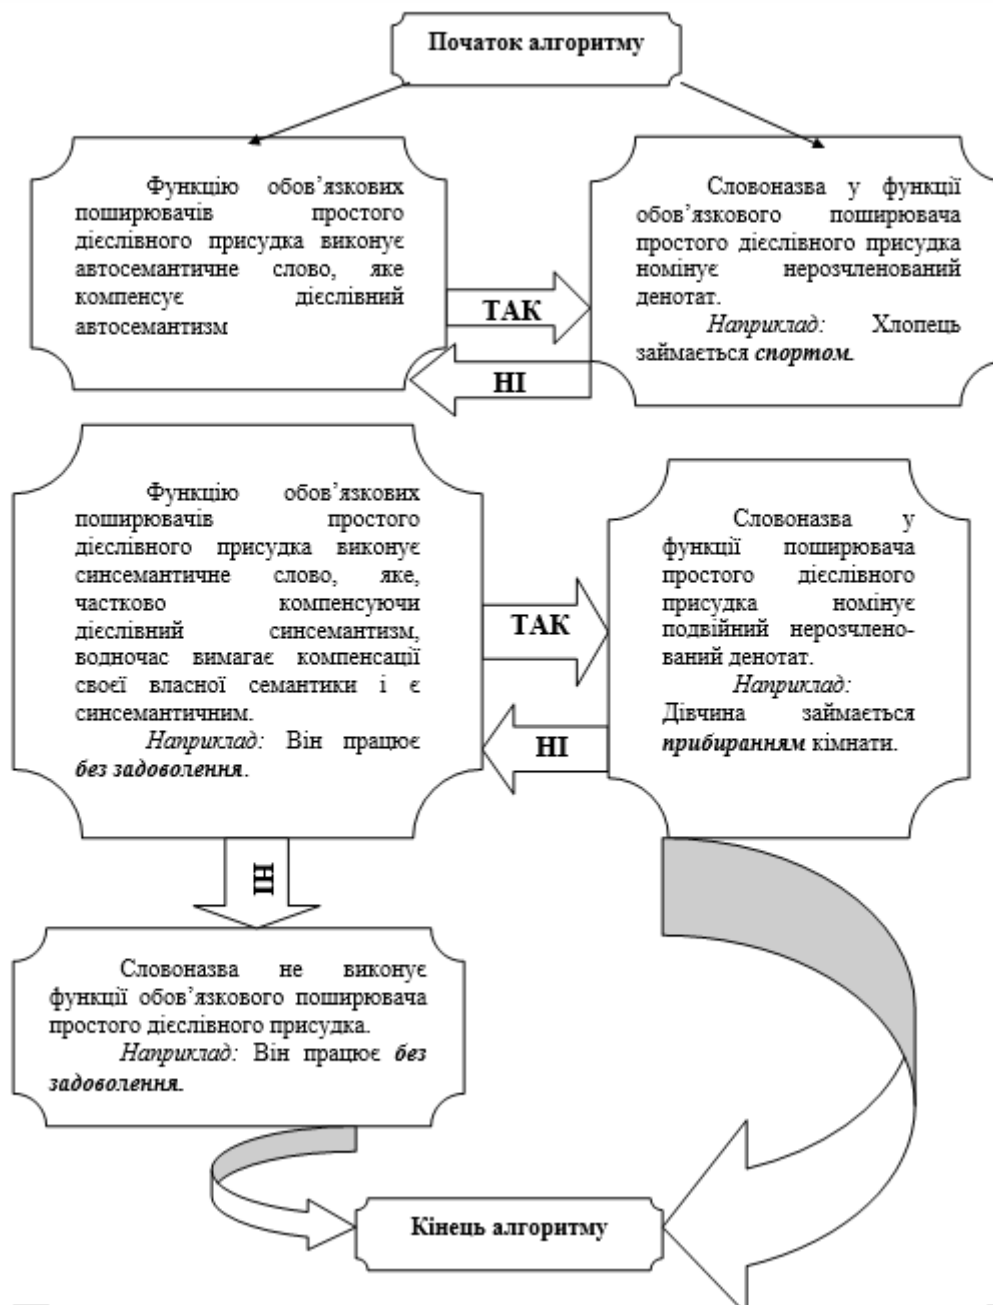 Початок алгоритму
Функцію обов’язкових
поширювачів простого
дієслівного присудка виконує
автосемантичне слово, яке
компенсує дієслівний
автосемантизм
ТАК
НІ
Словоназва у функції
обов’язкового поширювача
простого дієслівного присудка
номінує нерозчленований
денотат.
Наприклад: Хлопець
займається спортом.
Функцію обов’язкових
поширювачів простого
дієслівного присудка виконує
синсемантичне слово, яке,
частково компенсуючи
дієслівний синсемантизм,
водночас вимагає компенсації
своєї власної семантики і є
синсемантичним.
Наприклад: Він працює
без задоволення.
ТАК
НІ
Словоназва у
функції поширювача
простого дієслівного
присудка номінує
подвійний нерозчлено-
ваний денотат.
Наприклад:
Дівчина займається
прибиранням кімнати.
НІ
Словоназва не виконує
функції обов’язкового поширювача
простого дієслівного присудка.
Наприклад: Він працює без
задоволення.
Кінець алгоритму